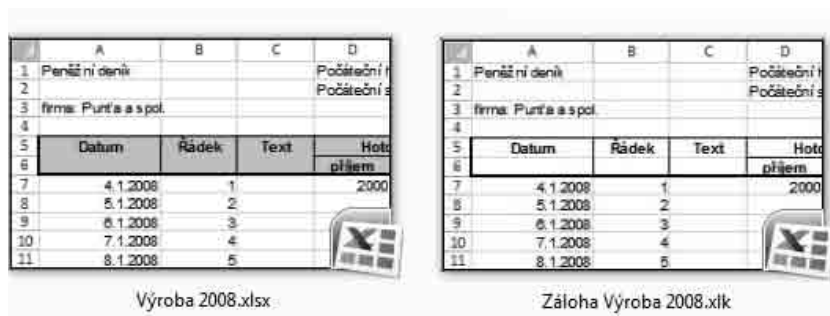 A B C D
1 Peněžní deník Počáteční
2 Počáteční s
3 firma: Punťa a spol.
4
5 Datum Řádek Text Hoto
6 příjem
7 4.1.2008 1 2000
8 5.1.2008 2
9 6.1.2008 3
10 7.1.2008 4
11 8.1.2008 5
Výroba 2008.xlsx
A B C D
1 Peněžní deník Počáteční
2 Počáteční s
3 firma: Punťa a spol.
4
5 Datum Řádek Text Hoto
6 příjem
7 4.1.2008 1 2000
8 5.1.2008 2
9 6.1.2008 3
10 7.1.2008 4
11 8.1.2008 5
Záloha Výroba 2008.xlk